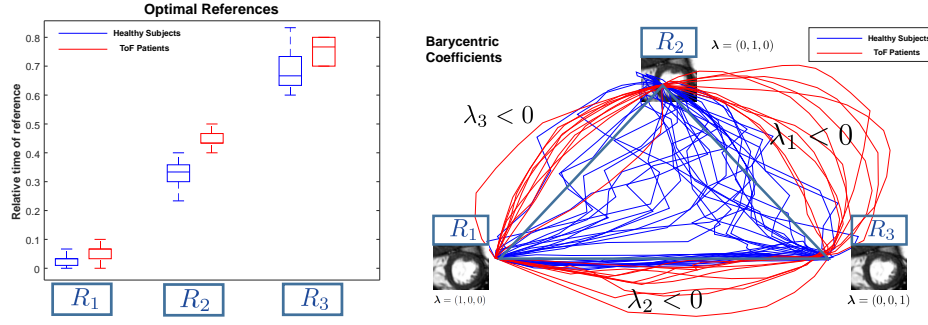 Optimal References
Healthy Subjects
ToF Patients
Relative time of reference
0.8
0.7
0.6
0.5
0.4
0.3
0.2
0.1
0
R₁
R₂
R₃
Barycentric
Coefficients
R₂
λ = (0, 1, 0)
Healthy Subjects
ToF Patients
λ₃ < 0
λ₁ < 0
R₁
R₃
λ₂ < 0
λ = (1, 0, 0)
λ = (0, 0, 1)